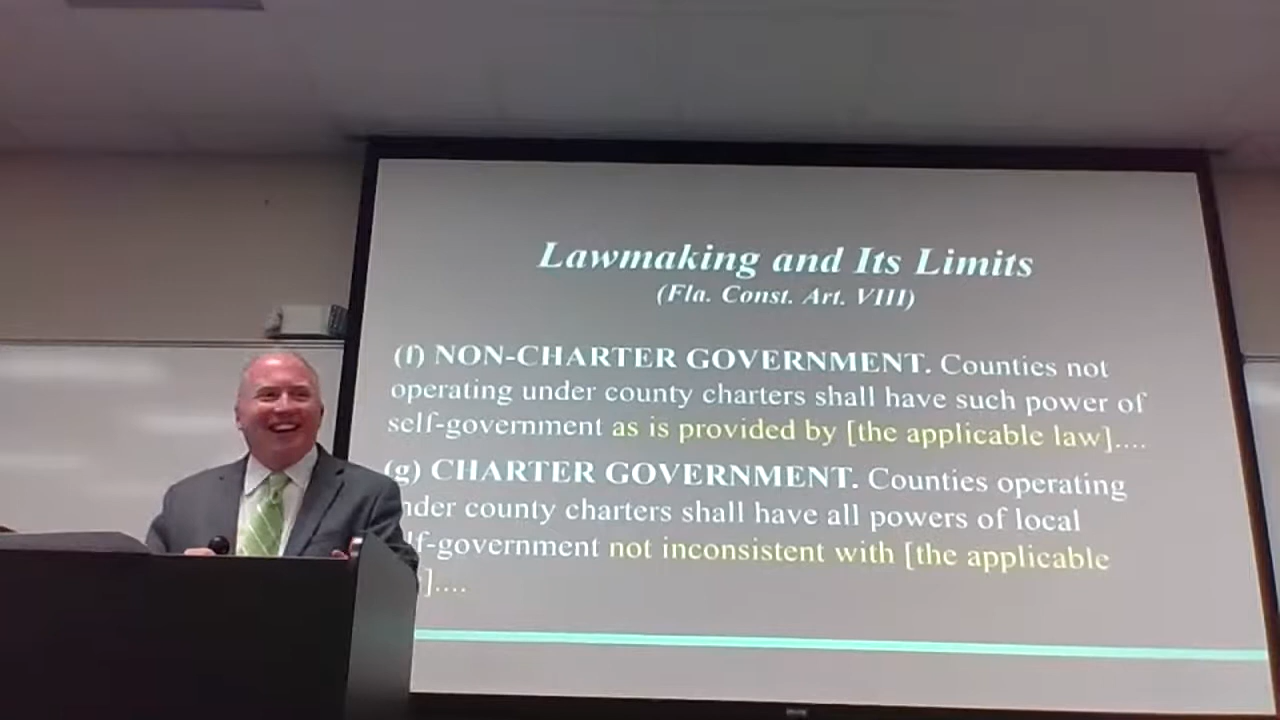 Lawmaking and Its Limits
(Fla. Const. Art. VIII)
(f) NON-CHARTER GOVERNMENT. Counties not
operating under county charters shall have such power of
self-government as is provided by [the applicable law]....
(g) CHARTER GOVERNMENT. Counties operating
nder county charters shall have all powers of local
lf-government not inconsistent with [the applicable
]....